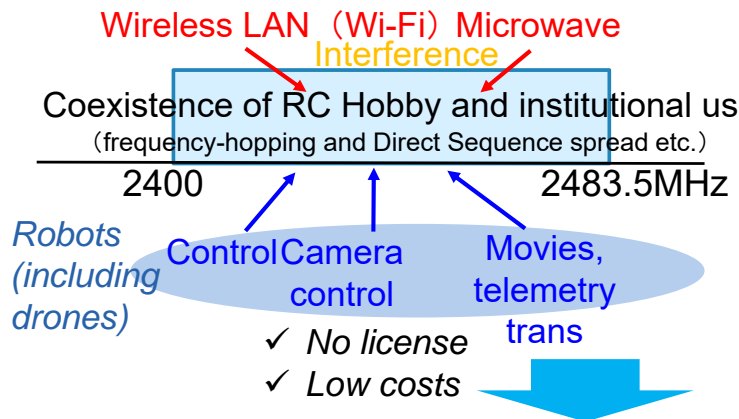 Wireless LAN（Wi-Fi）Microwave
Interference
Coexistence of RC Hobby and institutional us
（frequency-hopping and Direct Sequence spread etc.）
2400
2483.5MHz
Robots
(including
drones)
Control
Camera
control
Movies,
telemetry
trans
✓ No license
✓ Low costs